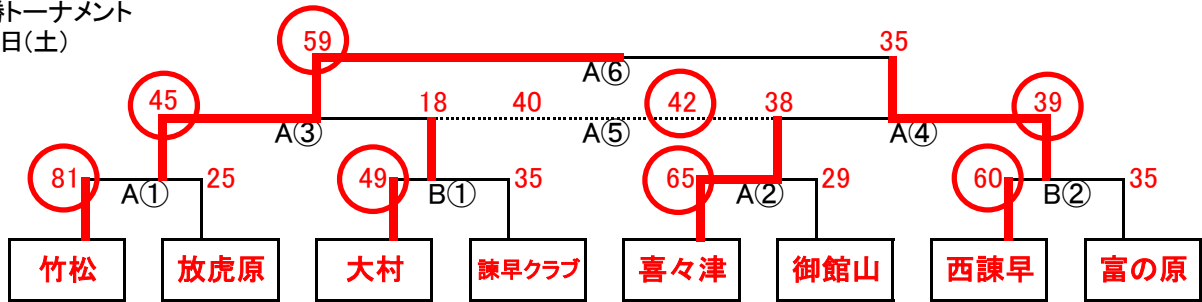 勝トーナメント
日(土)
59
35
A⑥
45
18
40
42
38
39
A③
A⑤
A④
81
25
49
35
65
29
60
35
A①
B①
A②
B②
竹松
放虎原
大村
諫早クラブ
喜々津
御館山
西諫早
富の原